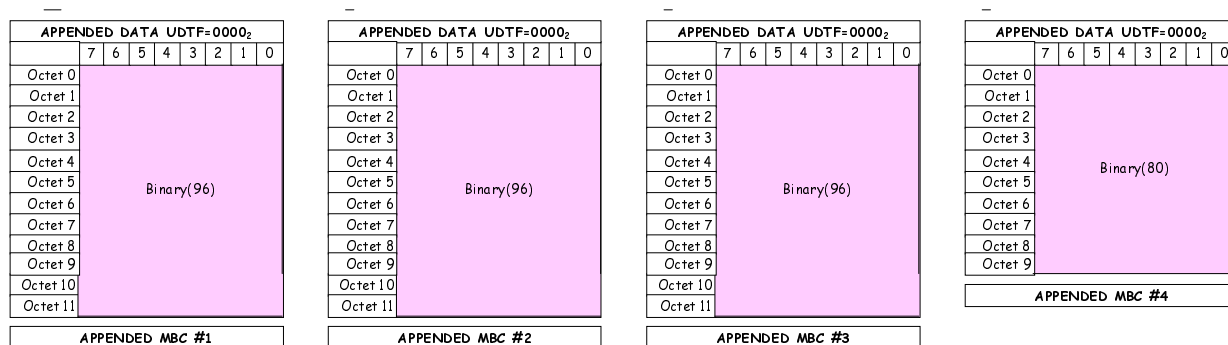 APPENDED DATA UDTF=0000₂
7 6 5 4 3 2 1 0
Octet 0
Octet 1
Octet 2
Octet 3
Octet 4
Octet 5
Octet 6
Octet 7
Octet 8
Octet 9
Octet 10
Octet 11
Binary(96)
APPENDED MBC #1
APPENDED DATA UDTF=0000₂
7 6 5 4 3 2 1 0
Octet 0
Octet 1
Octet 2
Octet 3
Octet 4
Octet 5
Octet 6
Octet 7
Octet 8
Octet 9
Octet 10
Octet 11
Binary(96)
APPENDED MBC #2
APPENDED DATA UDTF=0000₂
7 6 5 4 3 2 1 0
Octet 0
Octet 1
Octet 2
Octet 3
Octet 4
Octet 5
Octet 6
Octet 7
Octet 8
Octet 9
Octet 10
Octet 11
Binary(96)
APPENDED MBC #3
APPENDED DATA UDTF=0000₂
7 6 5 4 3 2 1 0
Octet 0
Octet 1
Octet 2
Octet 3
Octet 4
Octet 5
Octet 6
Octet 7
Octet 8
Octet 9
Binary(80)
APPENDED MBC #4